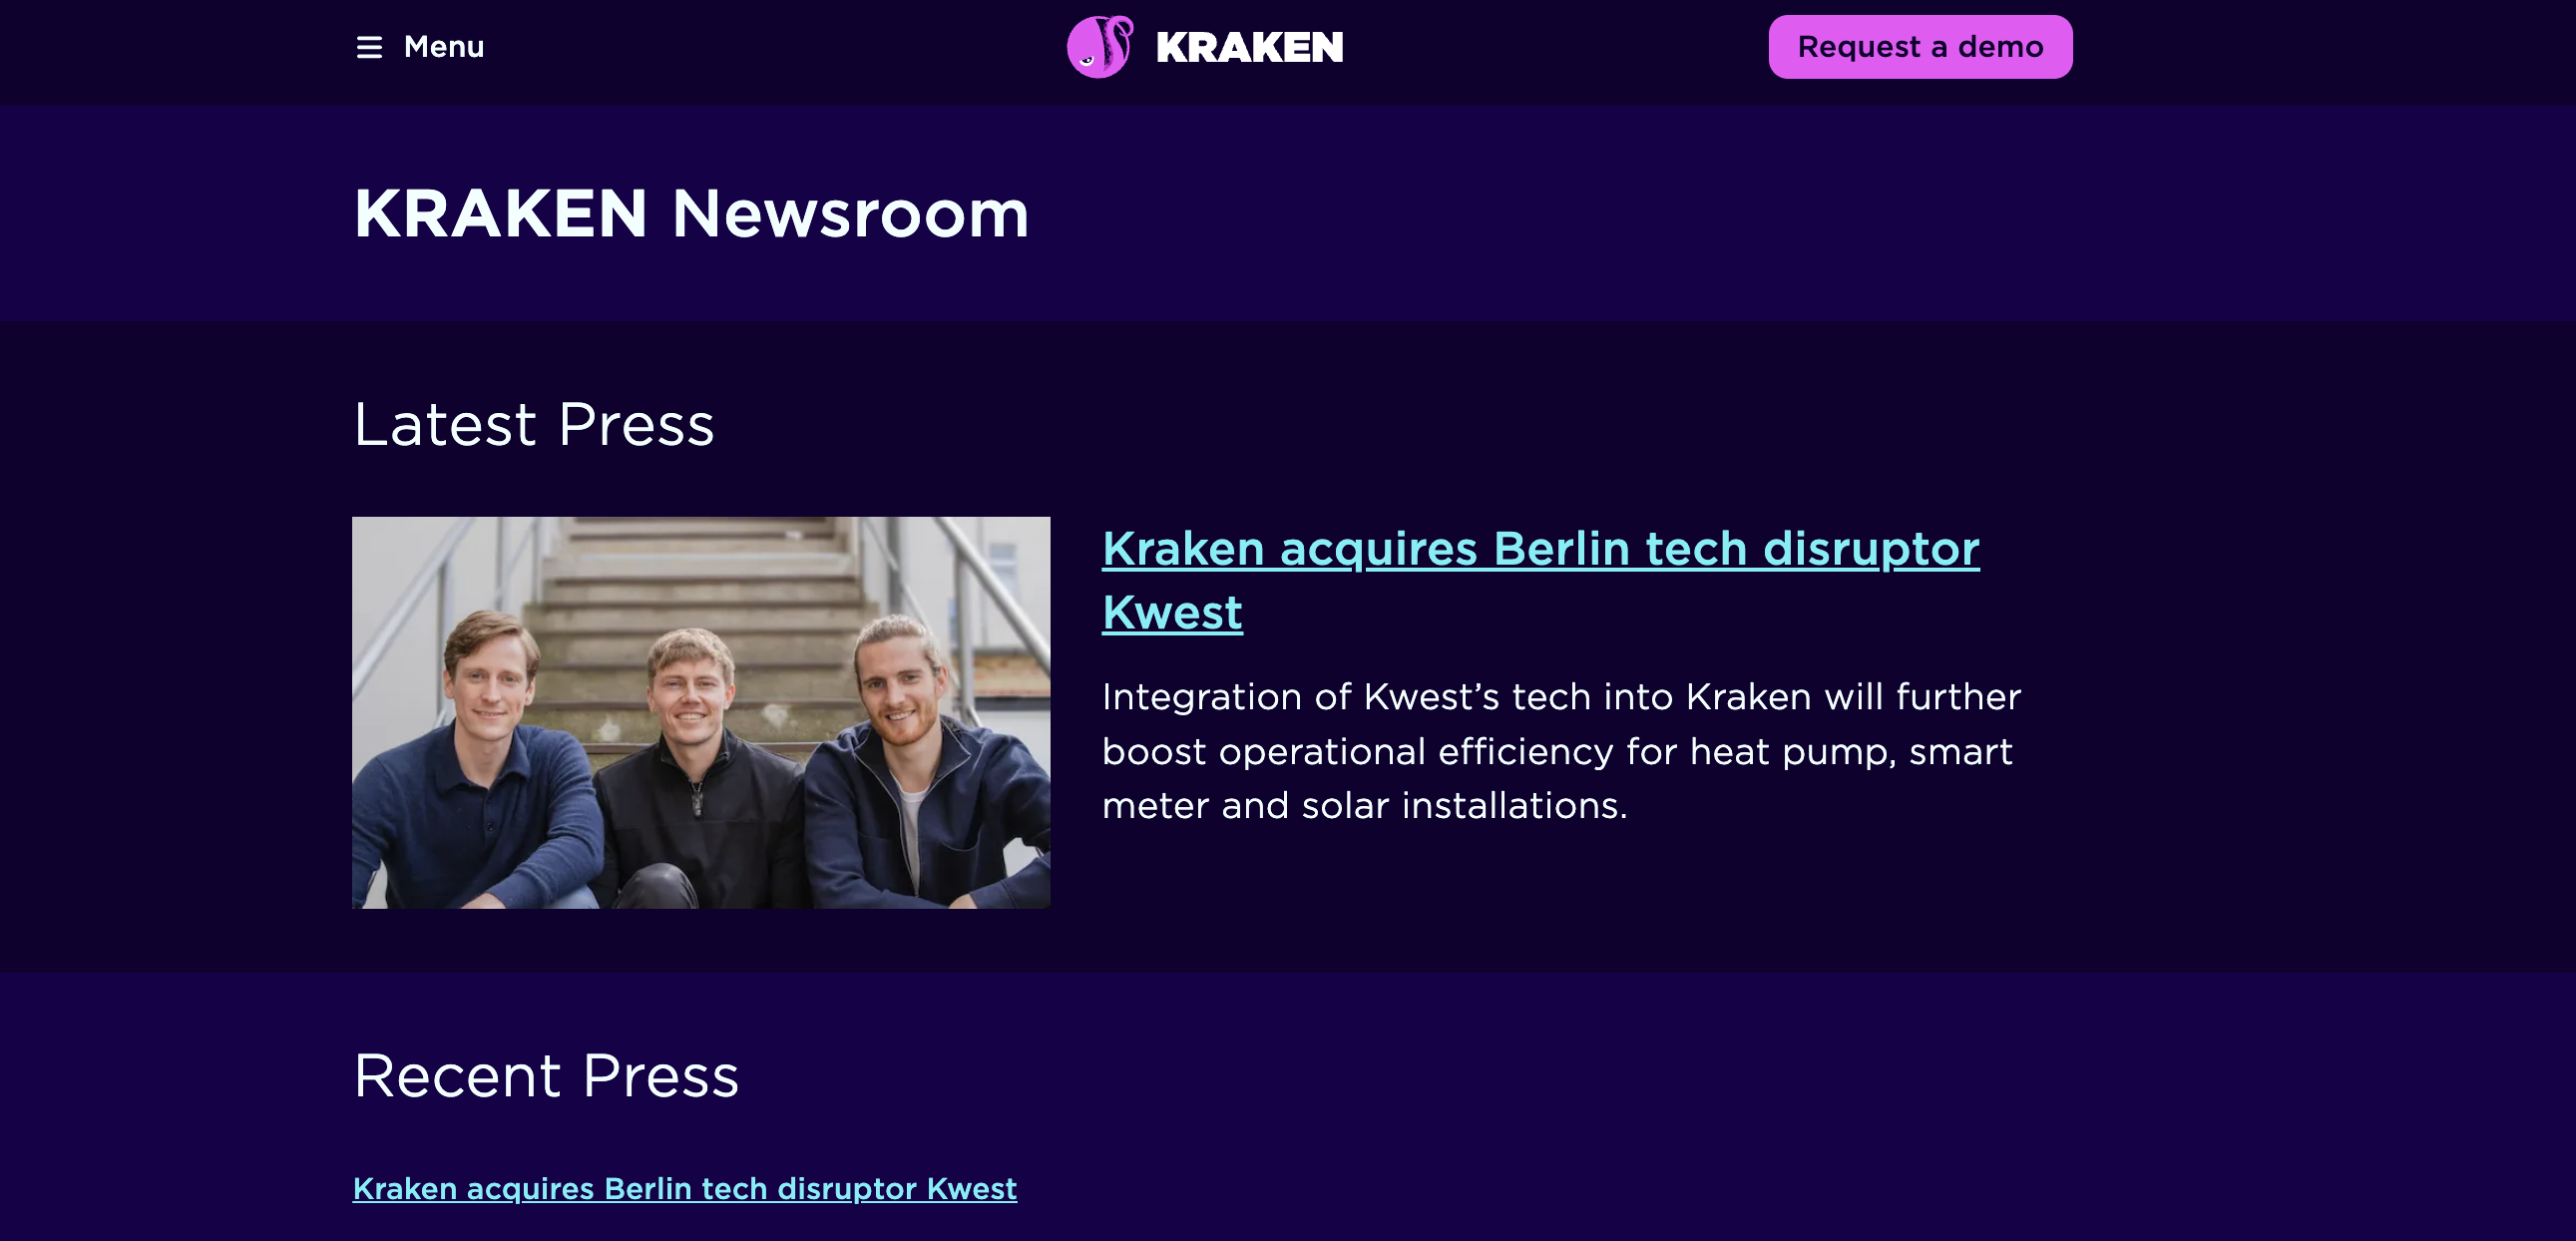 Menu
KRAKEN
Request a demo
KRAKEN Newsroom
Latest Press
Kraken acquires Berlin tech disruptor
Kwest
Integration of Kwest’s tech into Kraken will further
boost operational efficiency for heat pump, smart
meter and solar installations.
Recent Press
Kraken acquires Berlin tech disruptor Kwest